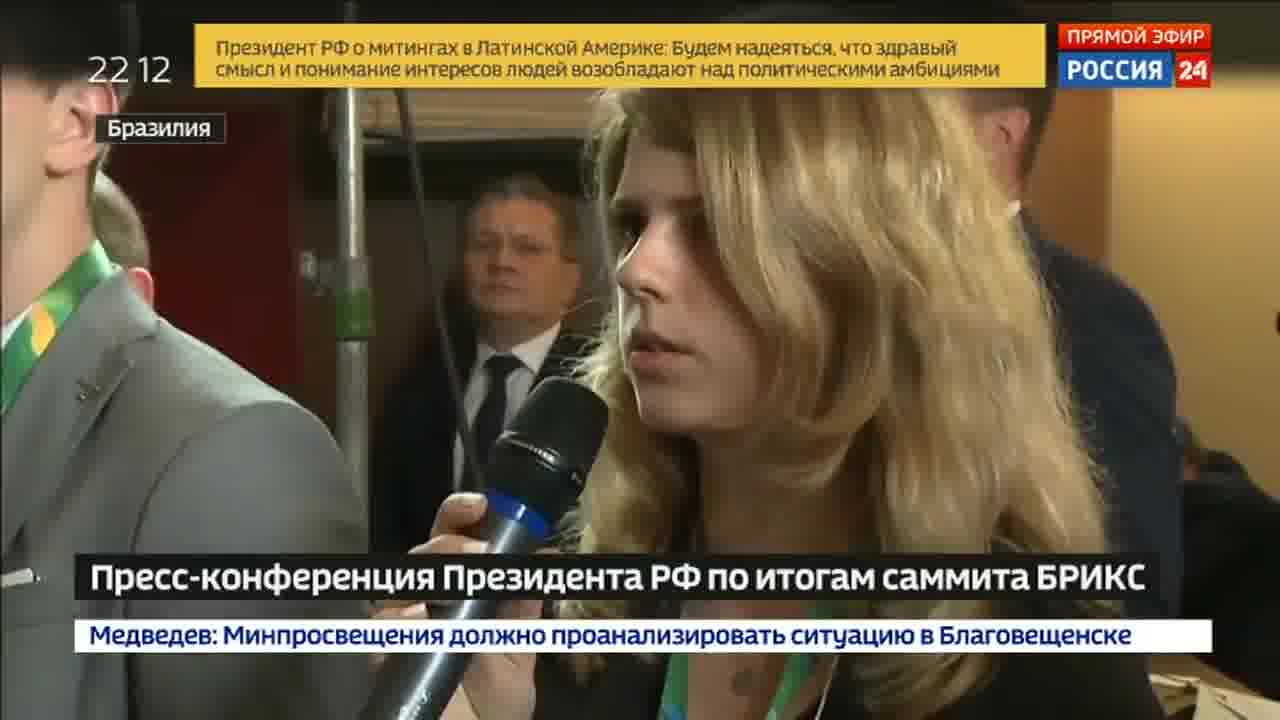 22 12
Президент РФ о митингах в Латинской Америке: Будем надеяться, что здравый
смысл и понимание интересов людей возобладают над политическими амбициями
ПРЯМОЙ ЭФИР
РОССИЯ 24
Бразилия
Пресс-конференция Президента РФ по итогам саммита БРИКС
Медведев: Минпросвещения должно проанализировать ситуацию в Благовещенске